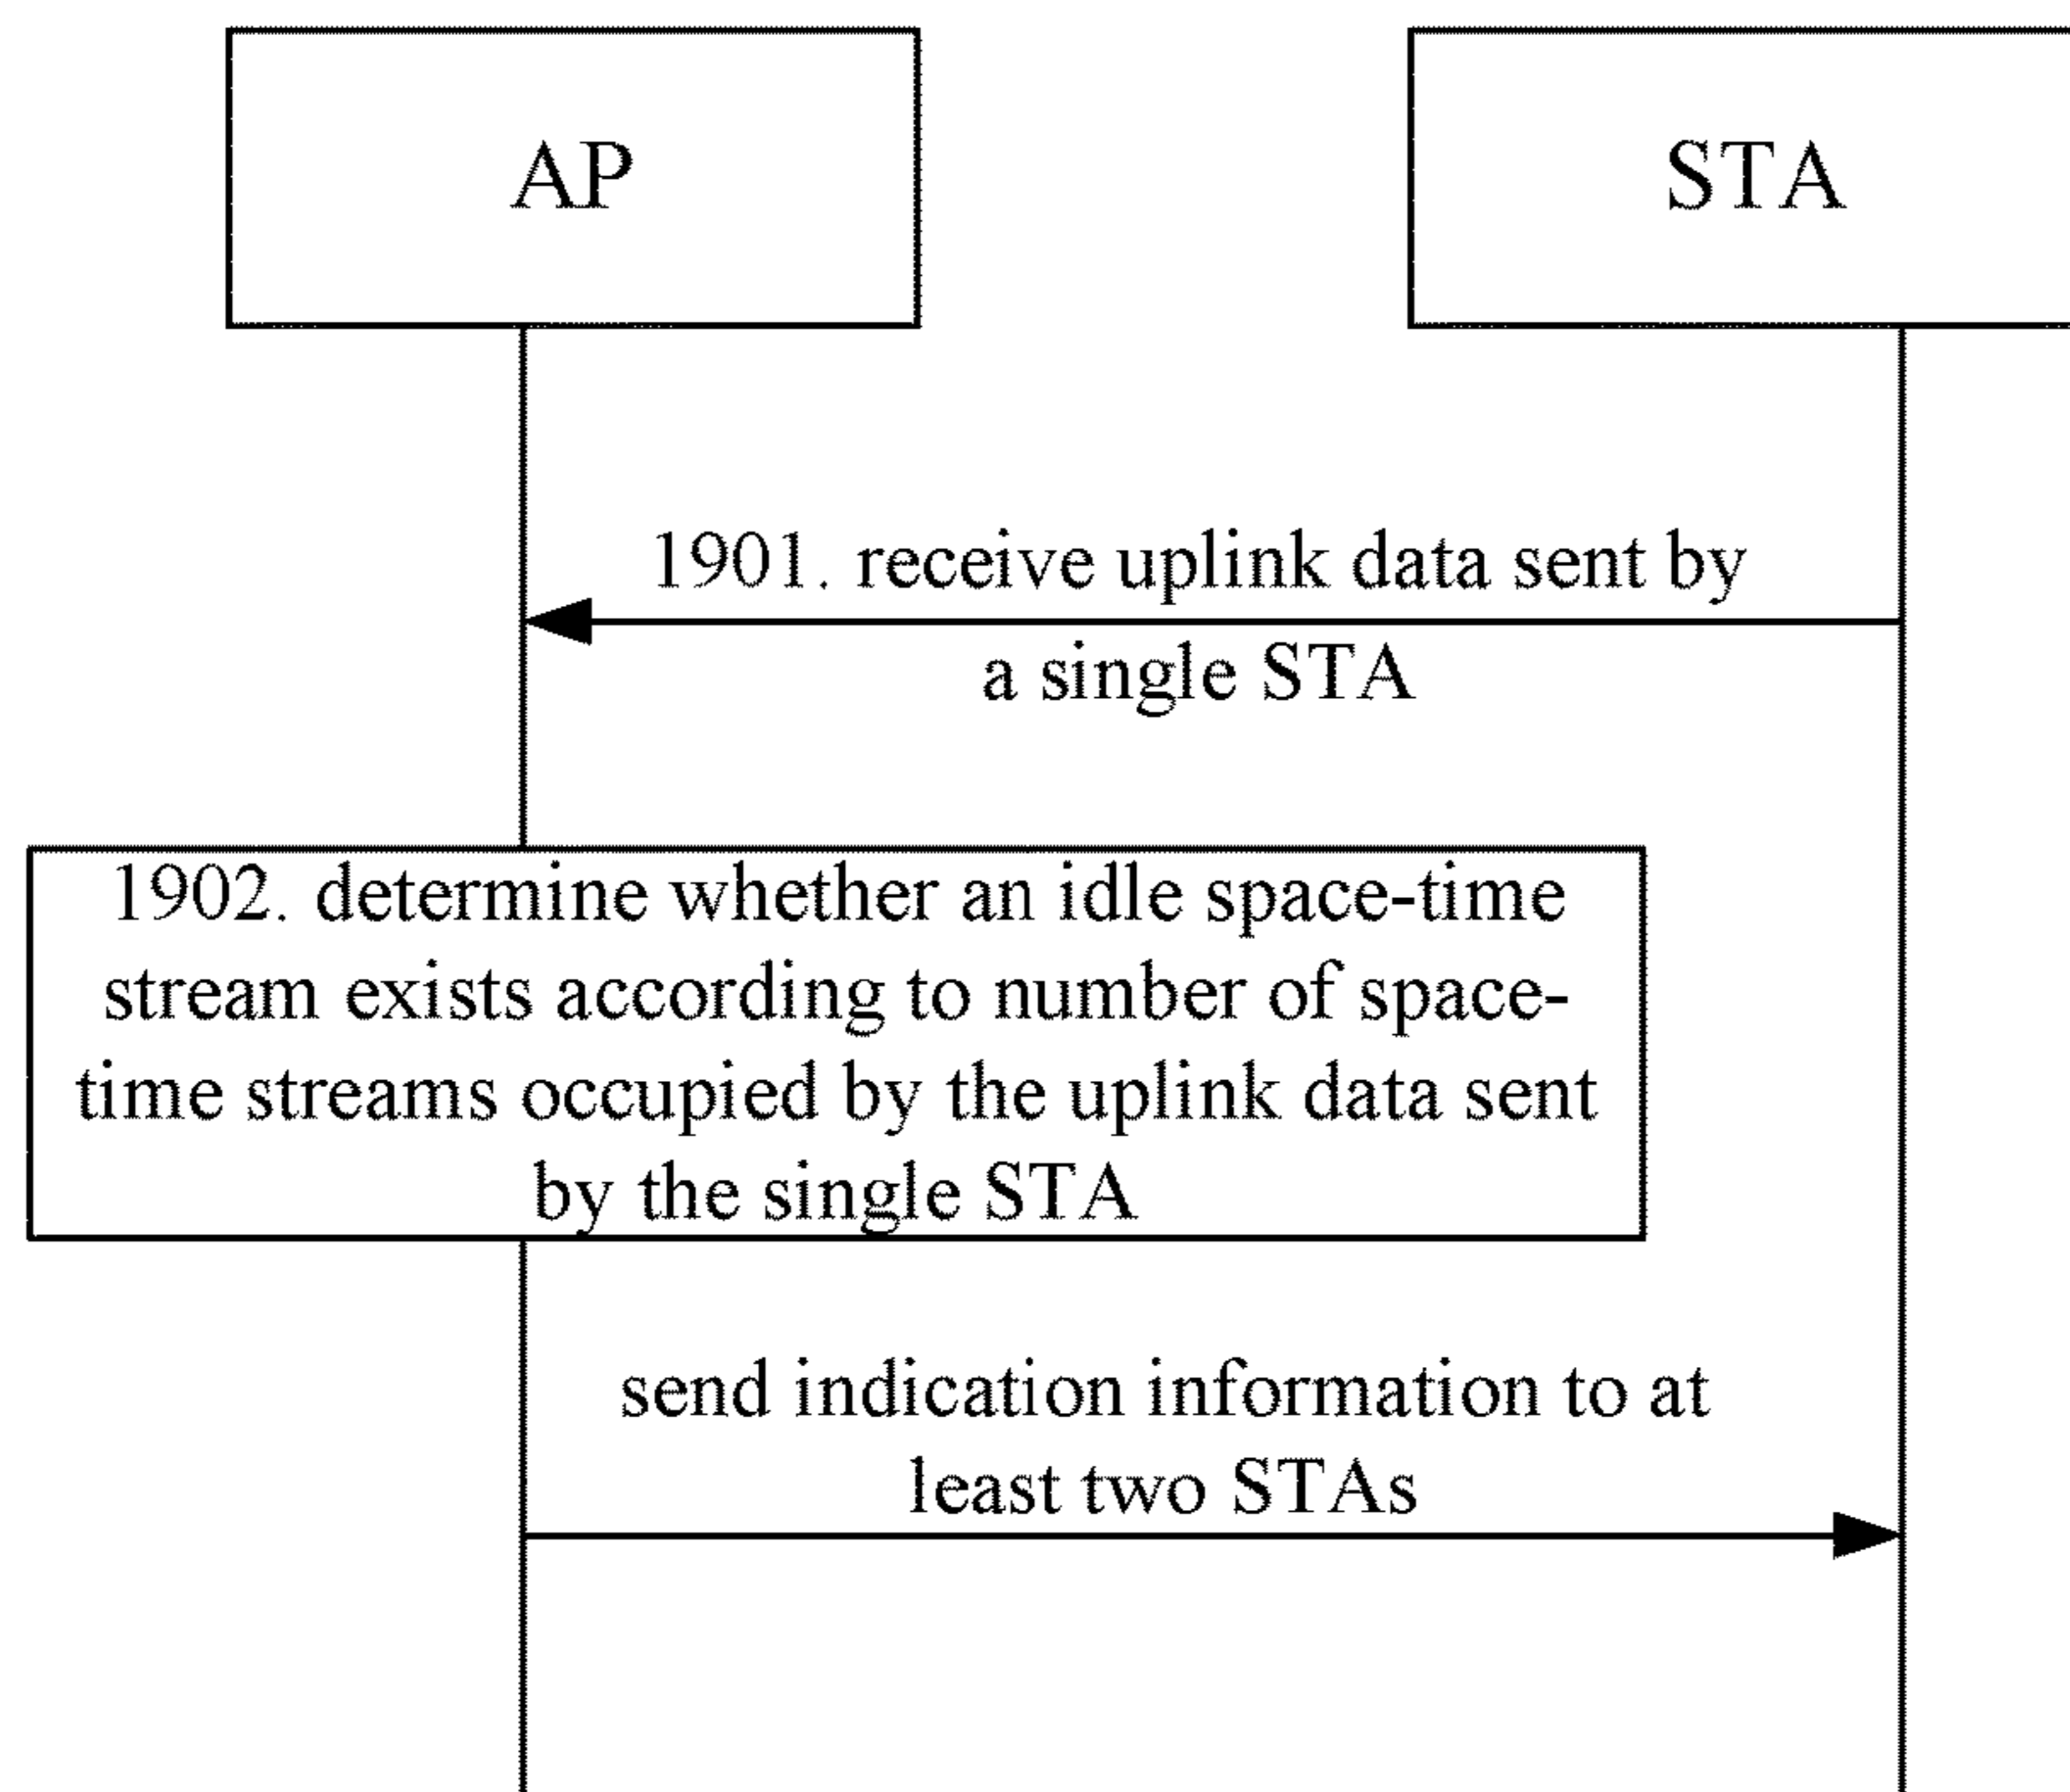 AP
STA
1901. receive uplink data sent by
a single STA
1902. determine whether an idle space-time
stream exists according to number of space-
time streams occupied by the uplink data sent
by the single STA
send indication information to at
least two STAs